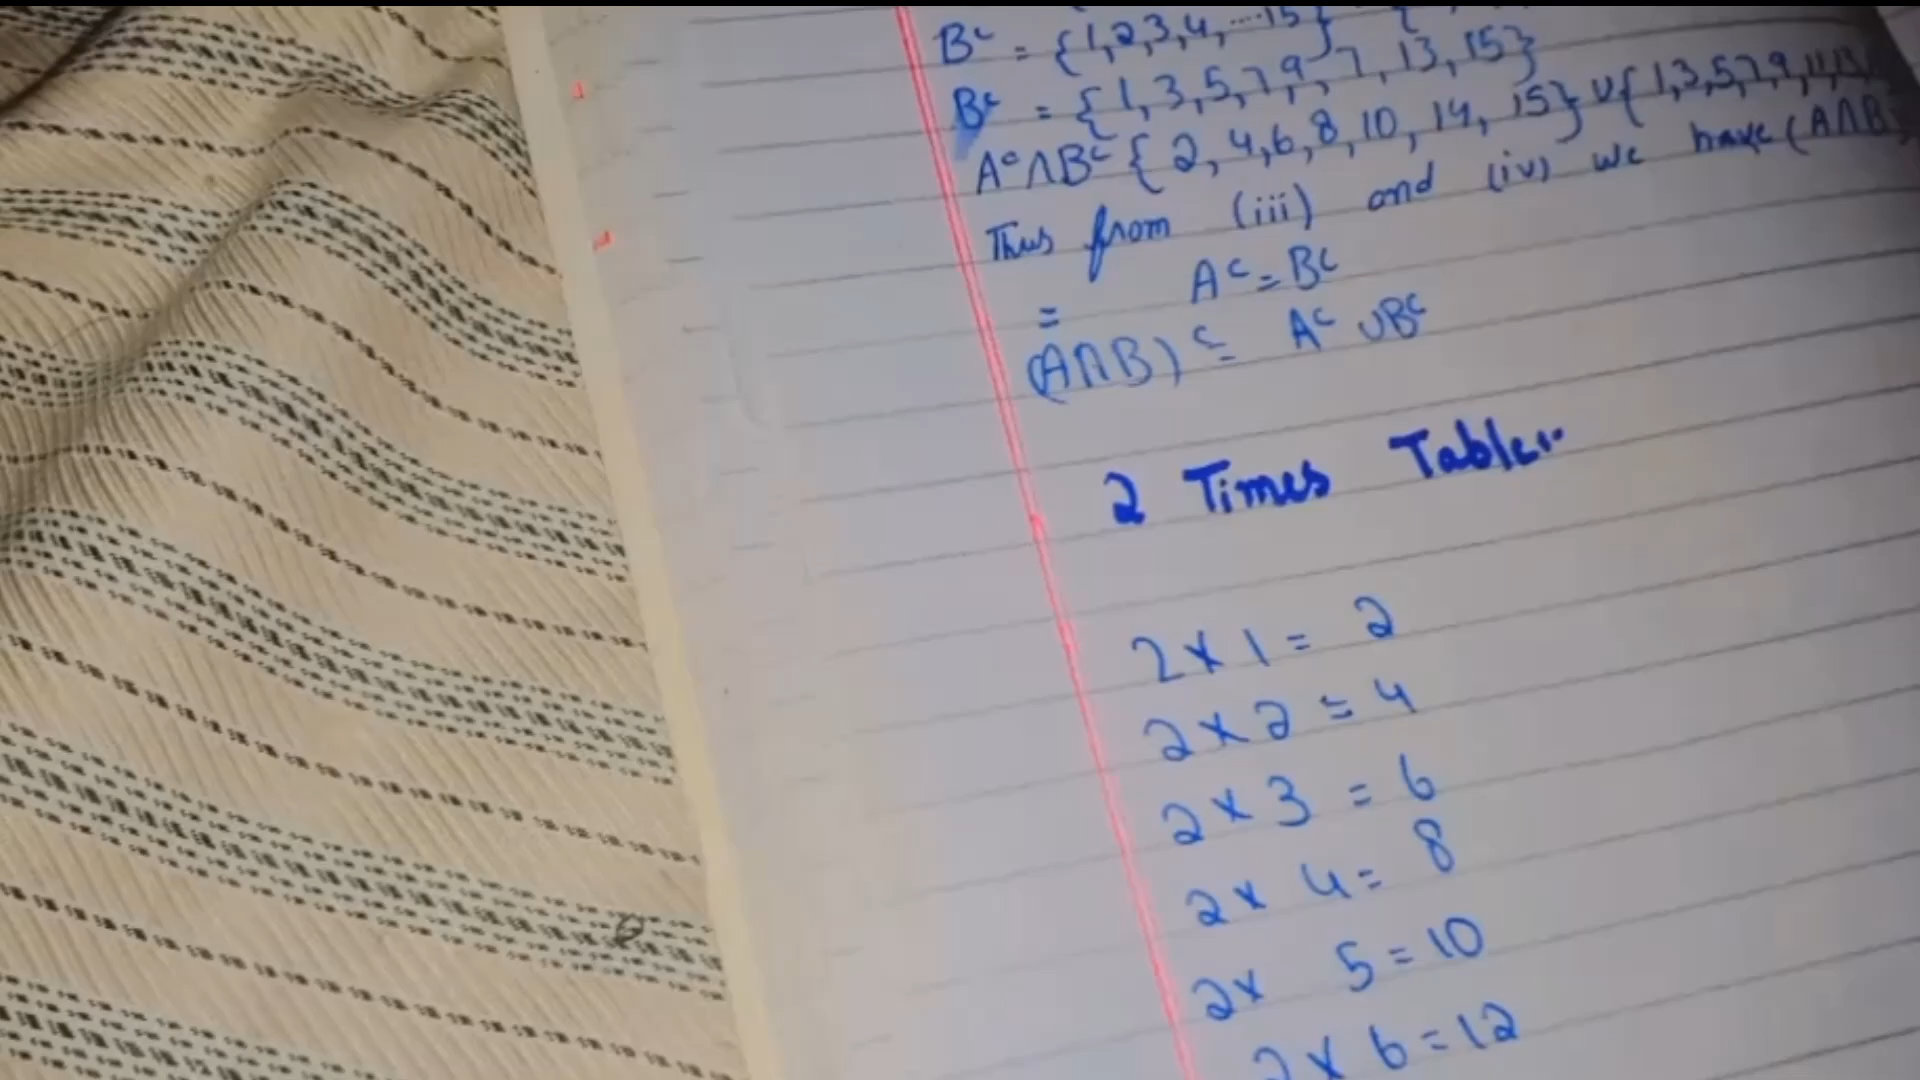 Bᶜ = {1,2,3,4,....15}
Bᶜ = {1,3,5,7,9,7,13,15}
Aᶜ∩Bᶜ {2,4,6,8,10,14,15}∪{1,3,5,7,9,11,13
Thus from (iii) and (iv) we have (A∩B)
= Aᶜ=Bᶜ
(A∩B)ᶜ= Aᶜ∪Bᶜ
2 Times Table.
2×1=2
2×2=4
2×3=6
2×4=8
2×5=10
2×6=12